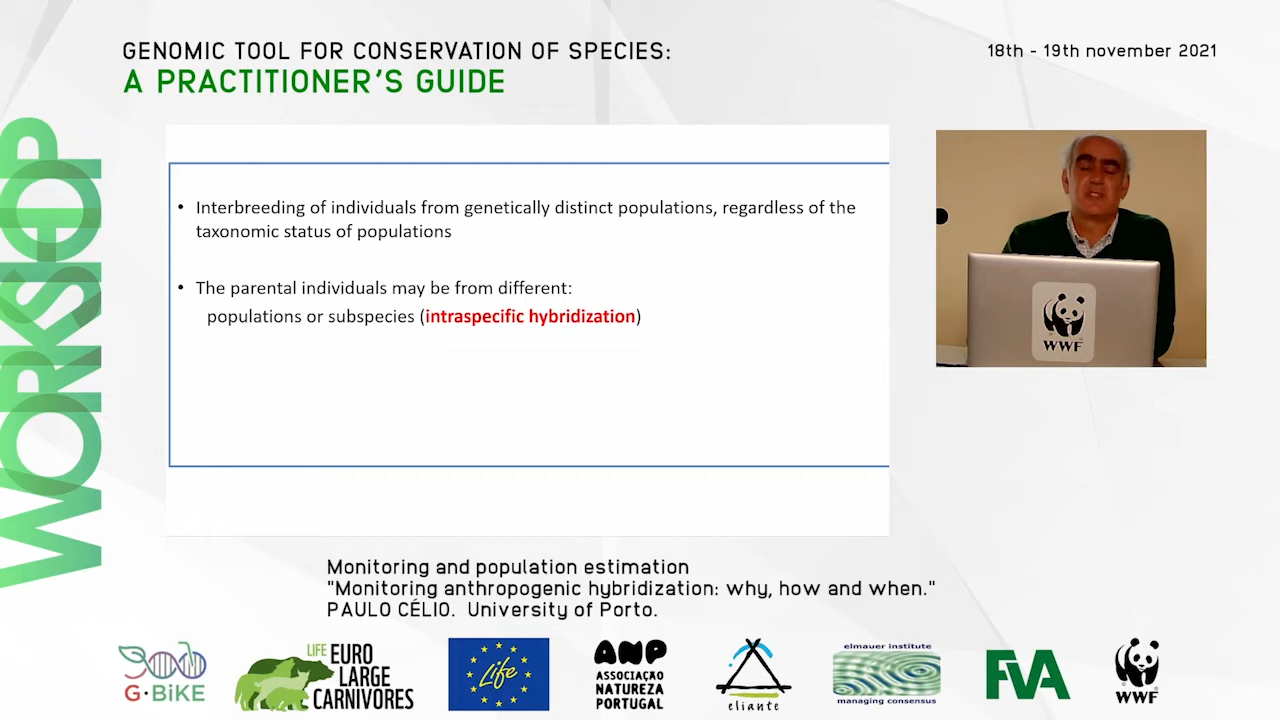 GENOMIC TOOL FOR CONSERVATION OF SPECIES:
A PRACTITIONER'S GUIDE
18th - 19th november 2021
WORKSHOP
• Interbreeding of individuals from genetically distinct populations, regardless of the
taxonomic status of populations
• The parental individuals may be from different:
populations or subspecies (intraspecific hybridization)
WWF
Monitoring and population estimation
"Monitoring anthropogenic hybridization: why, how and when."
PAULO CÉLIO. University of Porto.
G·BiKE
LIFE EURO
LARGE
CARNIVORES
Life
ANP
ASSOCIAÇÃO
NATUREZA
PORTUGAL
eliante
elmauer institute
managing consensus
FVA
WWF